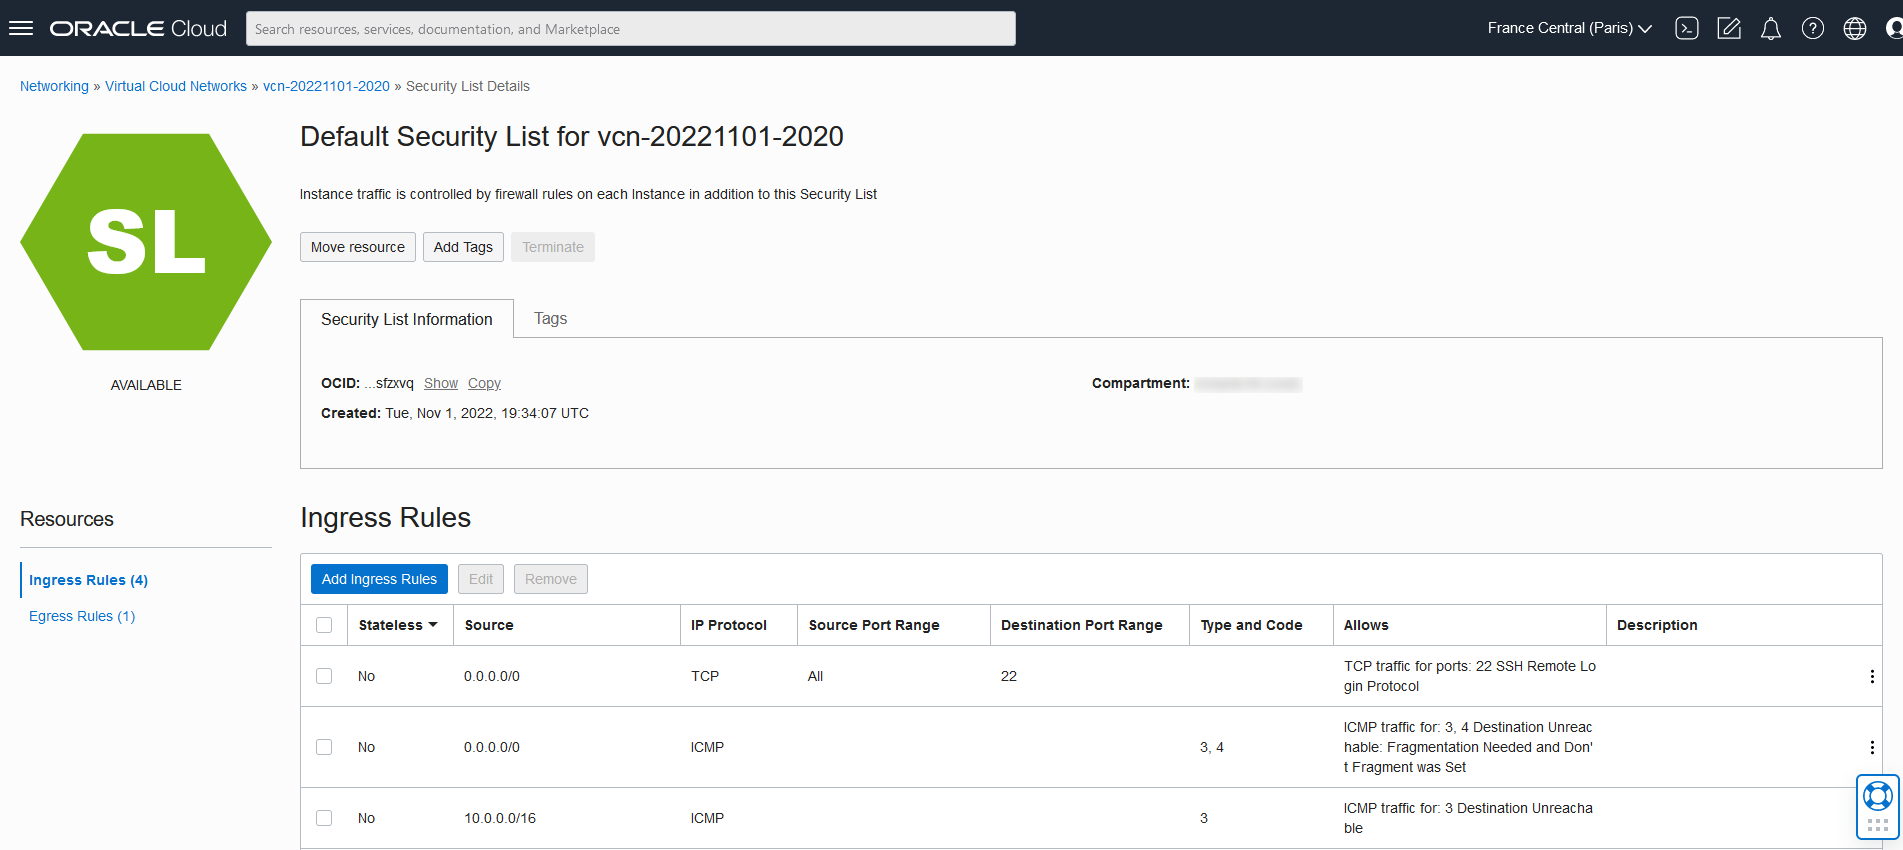 ORACLE Cloud
Search resources, services, documentation, and Marketplace
France Central (Paris)
Networking » Virtual Cloud Networks » vcn-20221101-2020 » Security List Details
SL
AVAILABLE
Default Security List for vcn-20221101-2020
Instance traffic is controlled by firewall rules on each Instance in addition to this Security List
Move resource Add Tags Terminate
Security List Information Tags
OCID: ...sfzxvq Show Copy
Compartment:
Created: Tue, Nov 1, 2022, 19:34:07 UTC
Resources
Ingress Rules (4)
Egress Rules (1)
Ingress Rules
Add Ingress Rules Edit Remove
Stateless Source IP Protocol Source Port Range Destination Port Range Type and Code Allows Description
No 0.0.0.0/0 TCP All 22 TCP traffic for ports: 22 SSH Remote Lo
gin Protocol
No 0.0.0.0/0 ICMP 3, 4 ICMP traffic for: 3, 4 Destination Unreac
hable: Fragmentation Needed and Don'
t Fragment was Set
No 10.0.0.0/16 ICMP 3 ICMP traffic for: 3 Destination Unreacha
ble